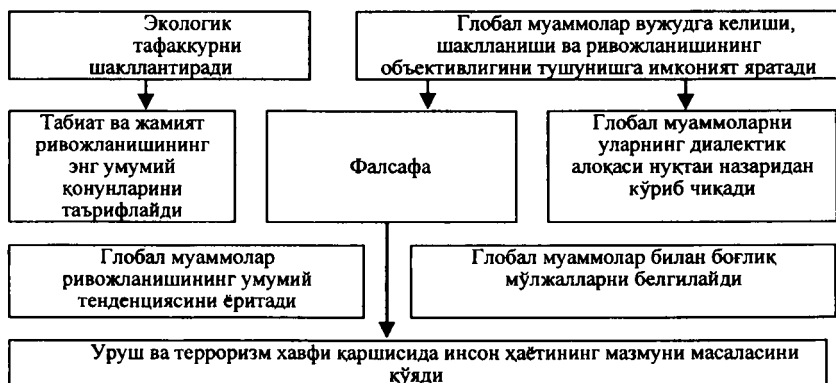 Экологик
тафаккурни
шакллантиради
Глобал муаммолар вужудга келиши,
шаклланиши ва ривожланишининг
объективлигини тушунишга имконият яратади
Табиат ва жамият
ривожланишининг
энг умумий
қонунларини
таърифлайди
Фалсафа
Глобал муаммоларни
уларнинг диалектик
алоқаси нуқтаи назаридан
кўриб чиқади
Глобал муаммолар
ривожланишининг умумий
тенденциясини ёритади
Глобал муаммолар билан боғлиқ
мўлжалларни белгилайди
Уруш ва терроризм хавфи қаршисида инсон ҳаётининг мазмуни масаласини
қўяди